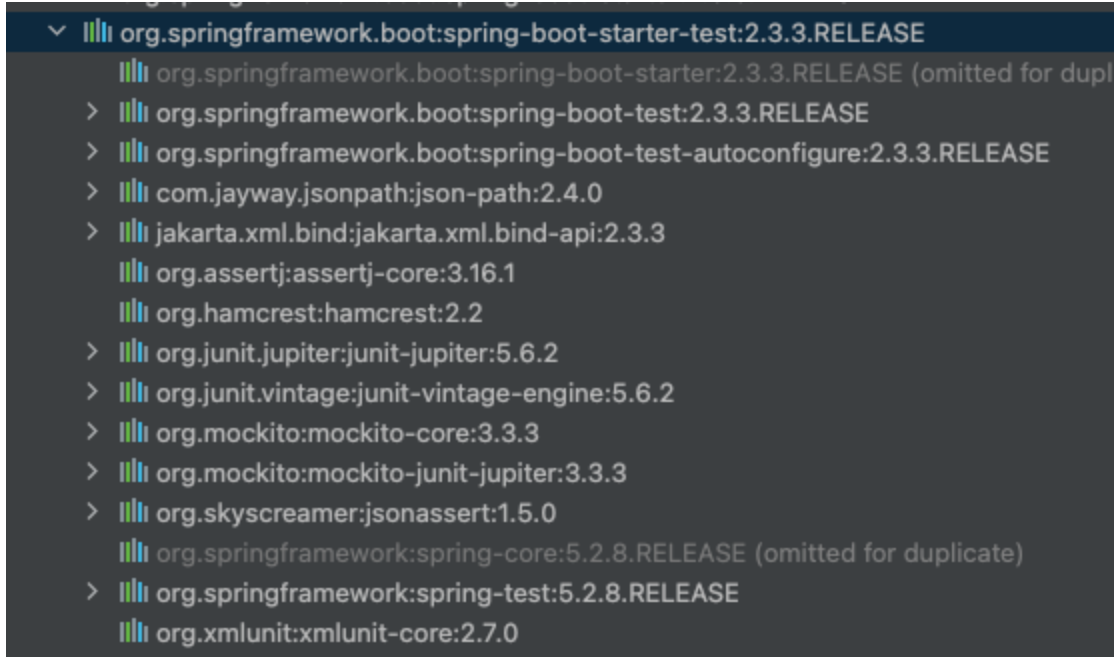 org.springframework.boot:spring-boot-starter-test:2.3.3.RELEASE
org.springframework.boot:spring-boot-starter:2.3.3.RELEASE (omitted for dupl
org.springframework.boot:spring-boot-test:2.3.3.RELEASE
org.springframework.boot:spring-boot-test-autoconfigure:2.3.3.RELEASE
com.jayway.jsonpath:json-path:2.4.0
jakarta.xml.bind:jakarta.xml.bind-api:2.3.3
org.assertj:assertj-core:3.16.1
org.hamcrest:hamcrest:2.2
org.junit.jupiter:junit-jupiter:5.6.2
org.junit.vintage:junit-vintage-engine:5.6.2
org.mockito:mockito-core:3.3.3
org.mockito:mockito-junit-jupiter:3.3.3
org.skyscreamer:jsonassert:1.5.0
org.springframework:spring-core:5.2.8.RELEASE (omitted for duplicate)
org.springframework:spring-test:5.2.8.RELEASE
org.xmlunit:xmlunit-core:2.7.0